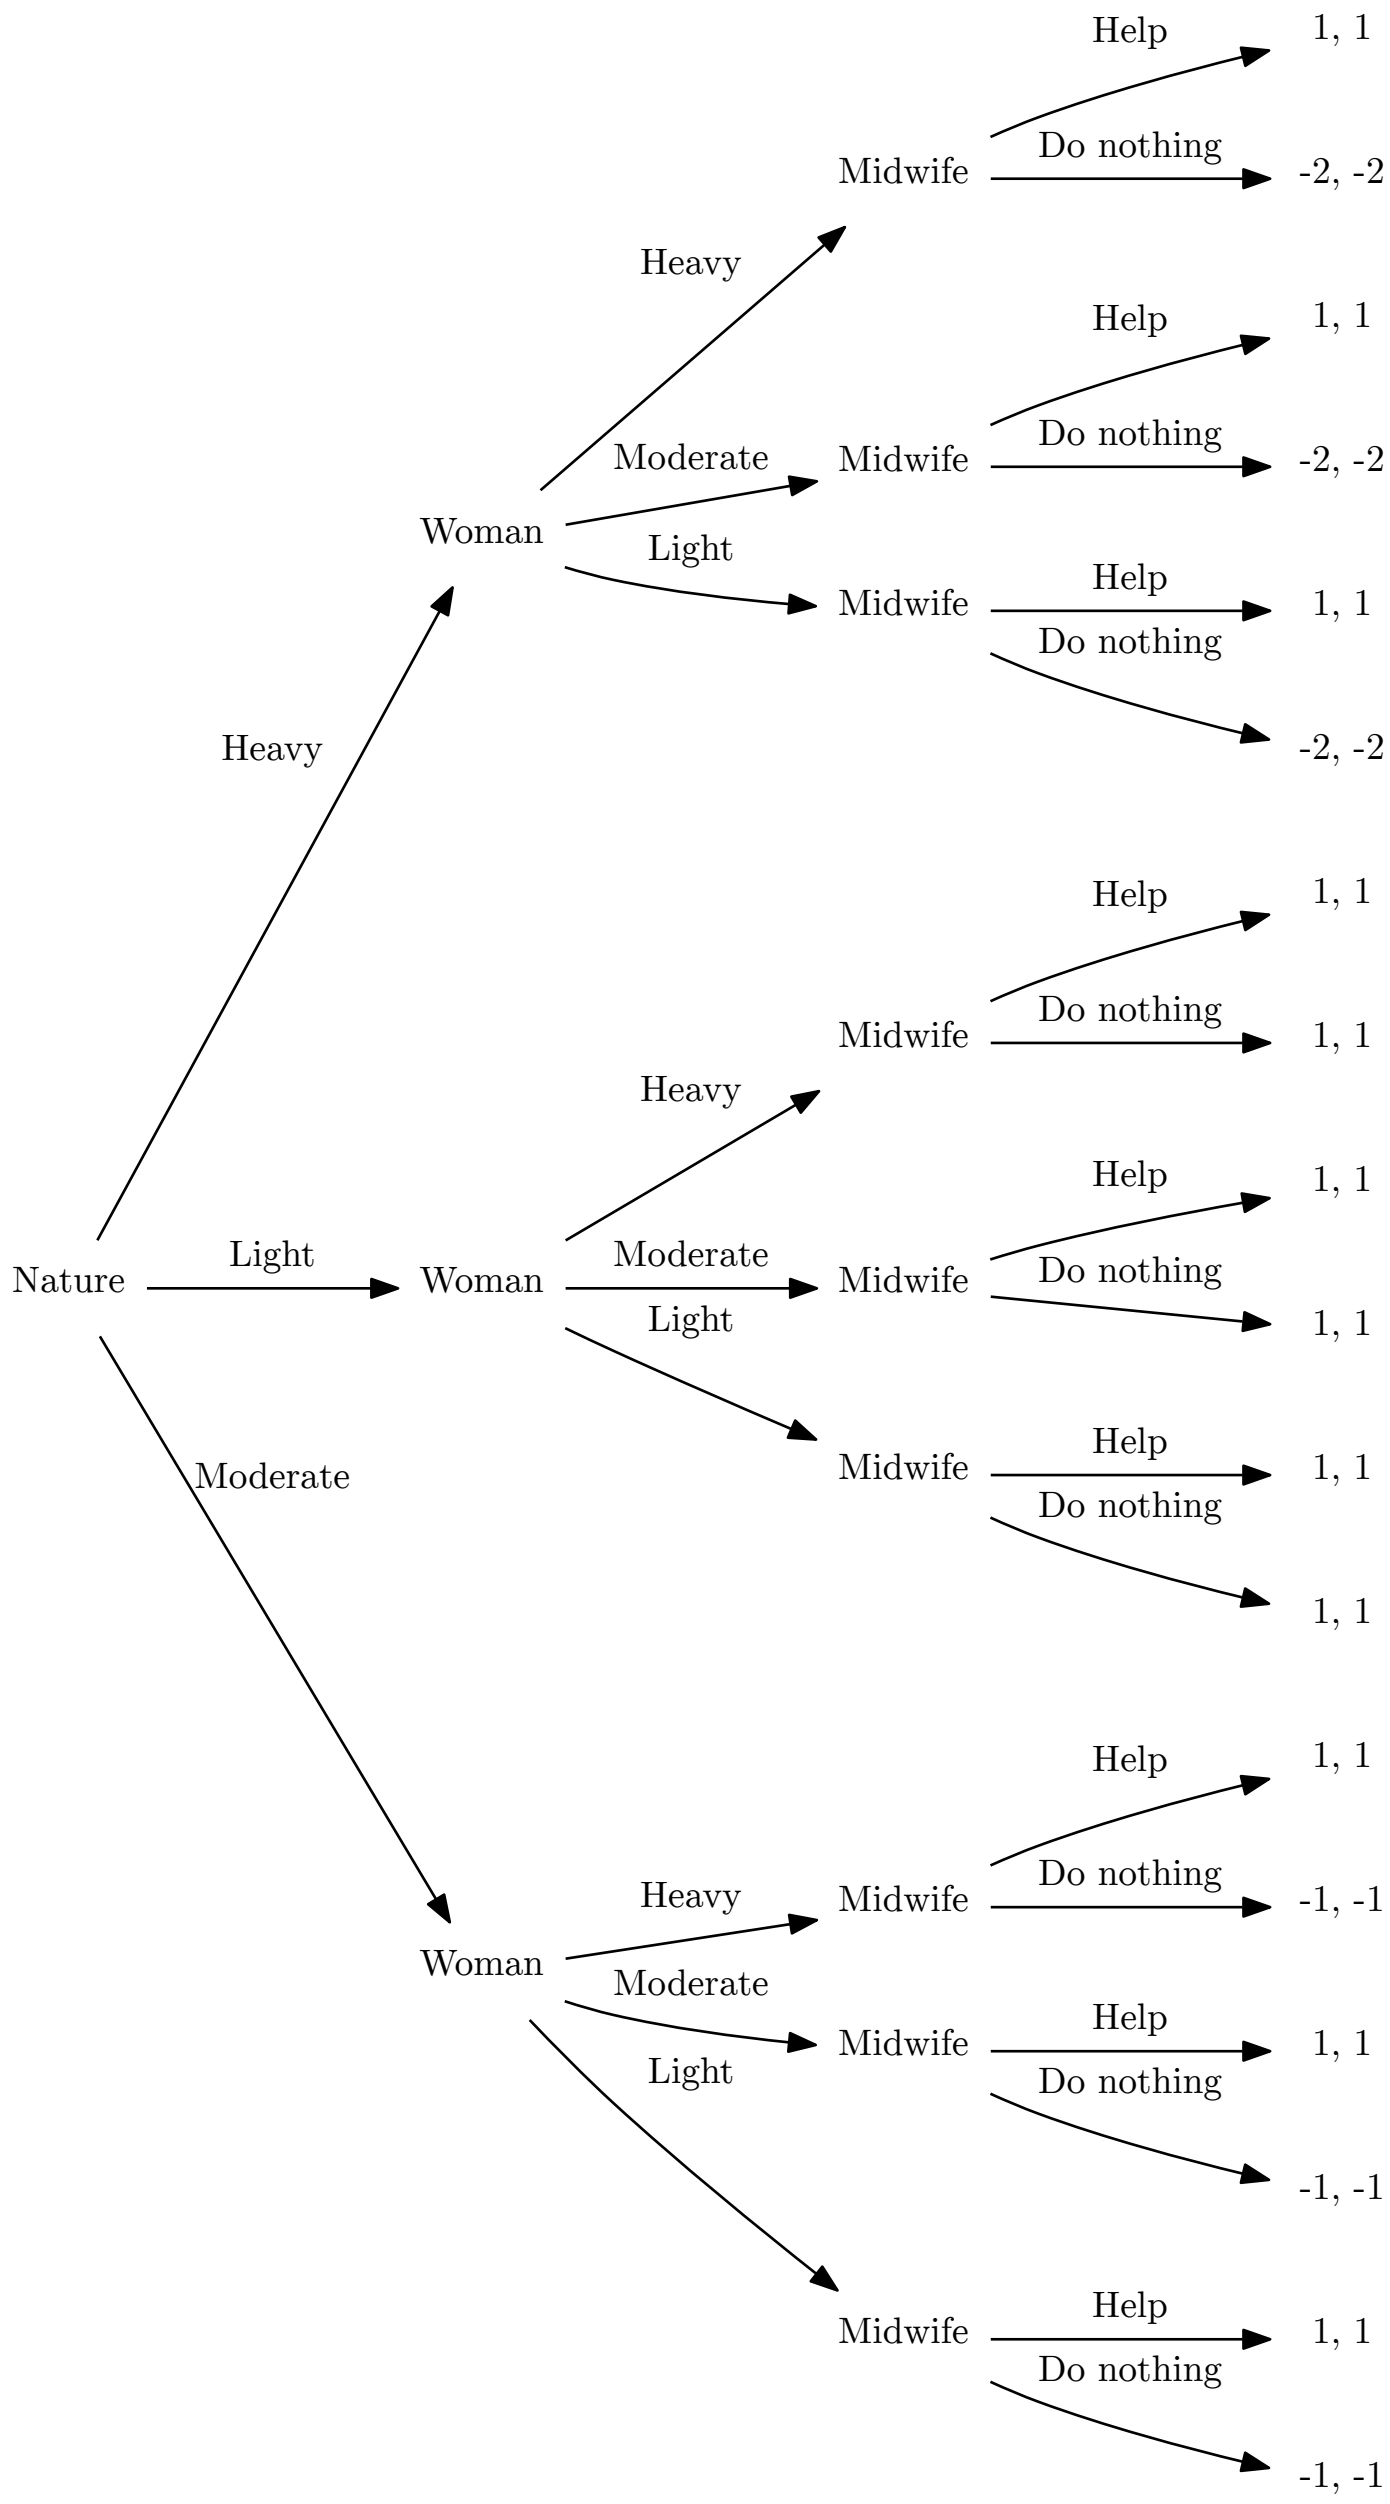 Help
1, 1
Do nothing
Midwife
-2, -2
Heavy
Help
1, 1
Do nothing
Moderate
Midwife
-2, -2
Woman
Light
Help
Midwife
1, 1
Do nothing
Heavy
-2, -2
Help
1, 1
Do nothing
Midwife
1, 1
Heavy
Help
1, 1
Light
Moderate
Do nothing
Nature
Woman
Midwife
Light
1, 1
Help
Moderate
Midwife
1, 1
Do nothing
1, 1
Help
1, 1
Do nothing
Heavy
Midwife
-1, -1
Woman
Moderate
Help
Midwife
1, 1
Light
Do nothing
-1, -1
Help
Midwife
1, 1
Do nothing
-1, -1